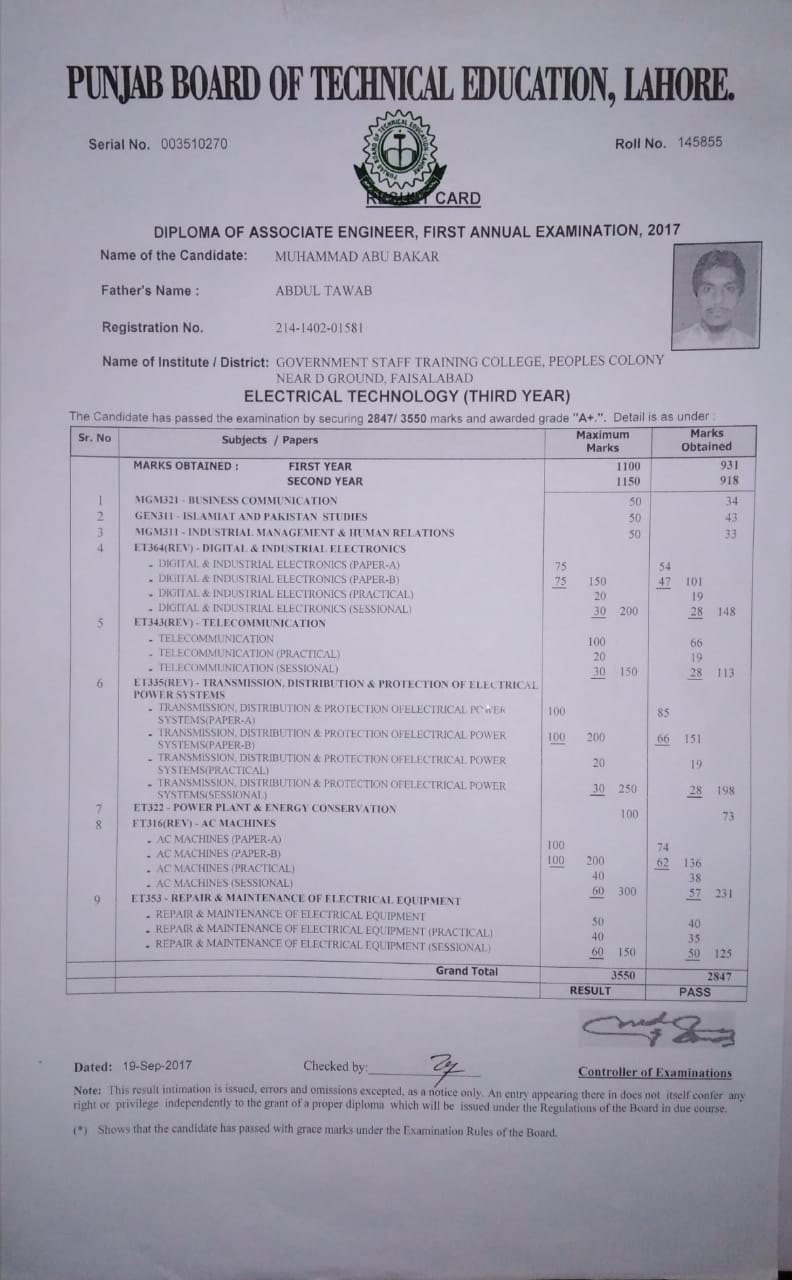 PUNJAB BOARD OF TECHNICAL EDUCATION, LAHORE.
Serial No. 003510270
Roll No. 145855
PUNJAB BOARD OF TECHNICAL EDUCATION LAHORE
RESULT CARD
DIPLOMA OF ASSOCIATE ENGINEER, FIRST ANNUAL EXAMINATION, 2017
Name of the Candidate: MUHAMMAD ABU BAKAR
Father's Name : ABDUL TAWAB
Registration No. 214-1402-01581
Name of Institute / District: GOVERNMENT STAFF TRAINING COLLEGE, PEOPLES COLONY
NEAR D GROUND, FAISALABAD
ELECTRICAL TECHNOLOGY (THIRD YEAR)
The Candidate has passed the examination by securing 2847/ 3550 marks and awarded grade "A+.". Detail is as under :
Sr. No Subjects / Papers Maximum Marks Marks Obtained
MARKS OBTAINED : FIRST YEAR 1100 931
SECOND YEAR 1150 918
1 MGM321 - BUSINESS COMMUNICATION 50 34
2 GEN311 - ISLAMIAT AND PAKISTAN STUDIES 50 43
3 MGM311 - INDUSTRIAL MANAGEMENT & HUMAN RELATIONS 50 33
4 ET364(REV) - DIGITAL & INDUSTRIAL ELECTRONICS
- DIGITAL & INDUSTRIAL ELECTRONICS (PAPER-A) 75 54
- DIGITAL & INDUSTRIAL ELECTRONICS (PAPER-B) 75 150 47 101
- DIGITAL & INDUSTRIAL ELECTRONICS (PRACTICAL) 20 19
- DIGITAL & INDUSTRIAL ELECTRONICS (SESSIONAL) 30 200 28 148
5 ET343(REV) - TELECOMMUNICATION
- TELECOMMUNICATION 100 66
- TELECOMMUNICATION (PRACTICAL) 20 19
- TELECOMMUNICATION (SESSIONAL) 30 150 28 113
6 ET335(REV) - TRANSMISSION, DISTRIBUTION & PROTECTION OF ELECTRICAL
POWER SYSTEMS
- TRANSMISSION, DISTRIBUTION & PROTECTION OFELECTRICAL POWER 100 85
SYSTEMS(PAPER-A)
- TRANSMISSION, DISTRIBUTION & PROTECTION OFELECTRICAL POWER 100 200 66 151
SYSTEMS(PAPER-B)
- TRANSMISSION, DISTRIBUTION & PROTECTION OFELECTRICAL POWER 20 19
SYSTEMS(PRACTICAL)
- TRANSMISSION, DISTRIBUTION & PROTECTION OFELECTRICAL POWER 30 250 28 198
SYSTEMS(SESSIONAL)
7 ET322 - POWER PLANT & ENERGY CONSERVATION 100 73
8 ET316(REV) - AC MACHINES
- AC MACHINES (PAPER-A) 100 74
- AC MACHINES (PAPER-B) 100 200 62 136
- AC MACHINES (PRACTICAL) 40 38
- AC MACHINES (SESSIONAL) 60 300 57 231
9 ET353 - REPAIR & MAINTENANCE OF ELECTRICAL EQUIPMENT
- REPAIR & MAINTENANCE OF ELECTRICAL EQUIPMENT 50 40
- REPAIR & MAINTENANCE OF ELECTRICAL EQUIPMENT (PRACTICAL) 40 35
- REPAIR & MAINTENANCE OF ELECTRICAL EQUIPMENT (SESSIONAL) 60 150 50 125
Grand Total 3550 2847
RESULT PASS
Dated: 19-Sep-2017 Checked by:
Controller of Examinations
Note: This result intimation is issued, errors and omissions excepted, as a notice only. An entry appearing there in does not itself confer any
right or privilege independently to the grant of a proper diploma which will be issued under the Regulations of the Board in due course.
(*) Shows that the candidate has passed with grace marks under the Examination Rules of the Board.